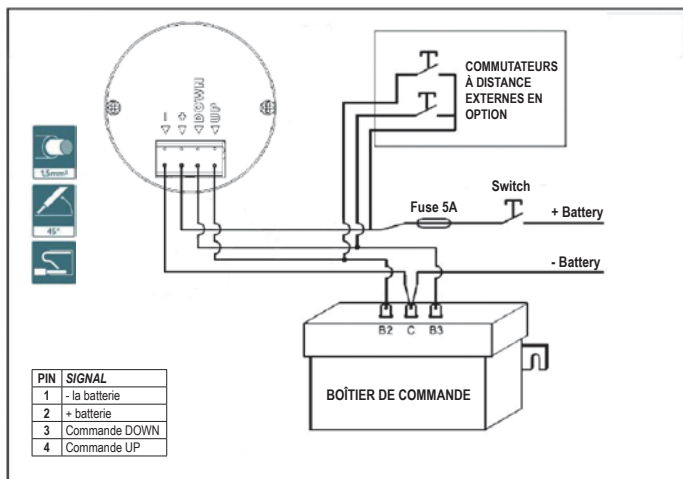 COMMUTATEURS
À DISTANCE
EXTERNES EN
OPTION
-
+
DOWN
UP
1,5mm²
45°
Fuse 5A
Switch
+ Battery
- Battery
B2 C B3
BOÎTIER DE COMMANDE
PIN SIGNAL
1 - la batterie
2 + batterie
3 Commande DOWN
4 Commande UP